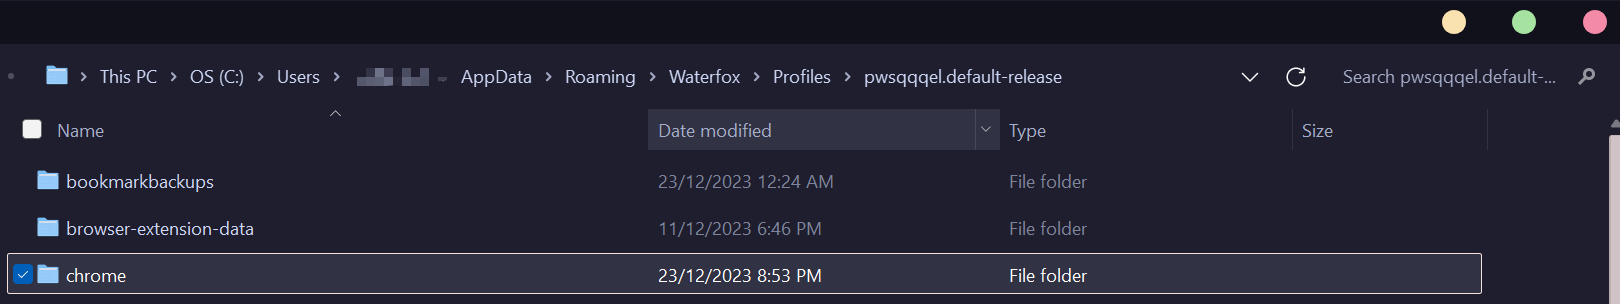 This PC > OS (C:) > Users > AppData > Roaming > Waterfox > Profiles > pwsqqqel.default-release Search pwsqqqel.default-...
Name Date modified Type Size
bookmarkbackups 23/12/2023 12:24 AM File folder
browser-extension-data 11/12/2023 6:46 PM File folder
chrome 23/12/2023 8:53 PM File folder